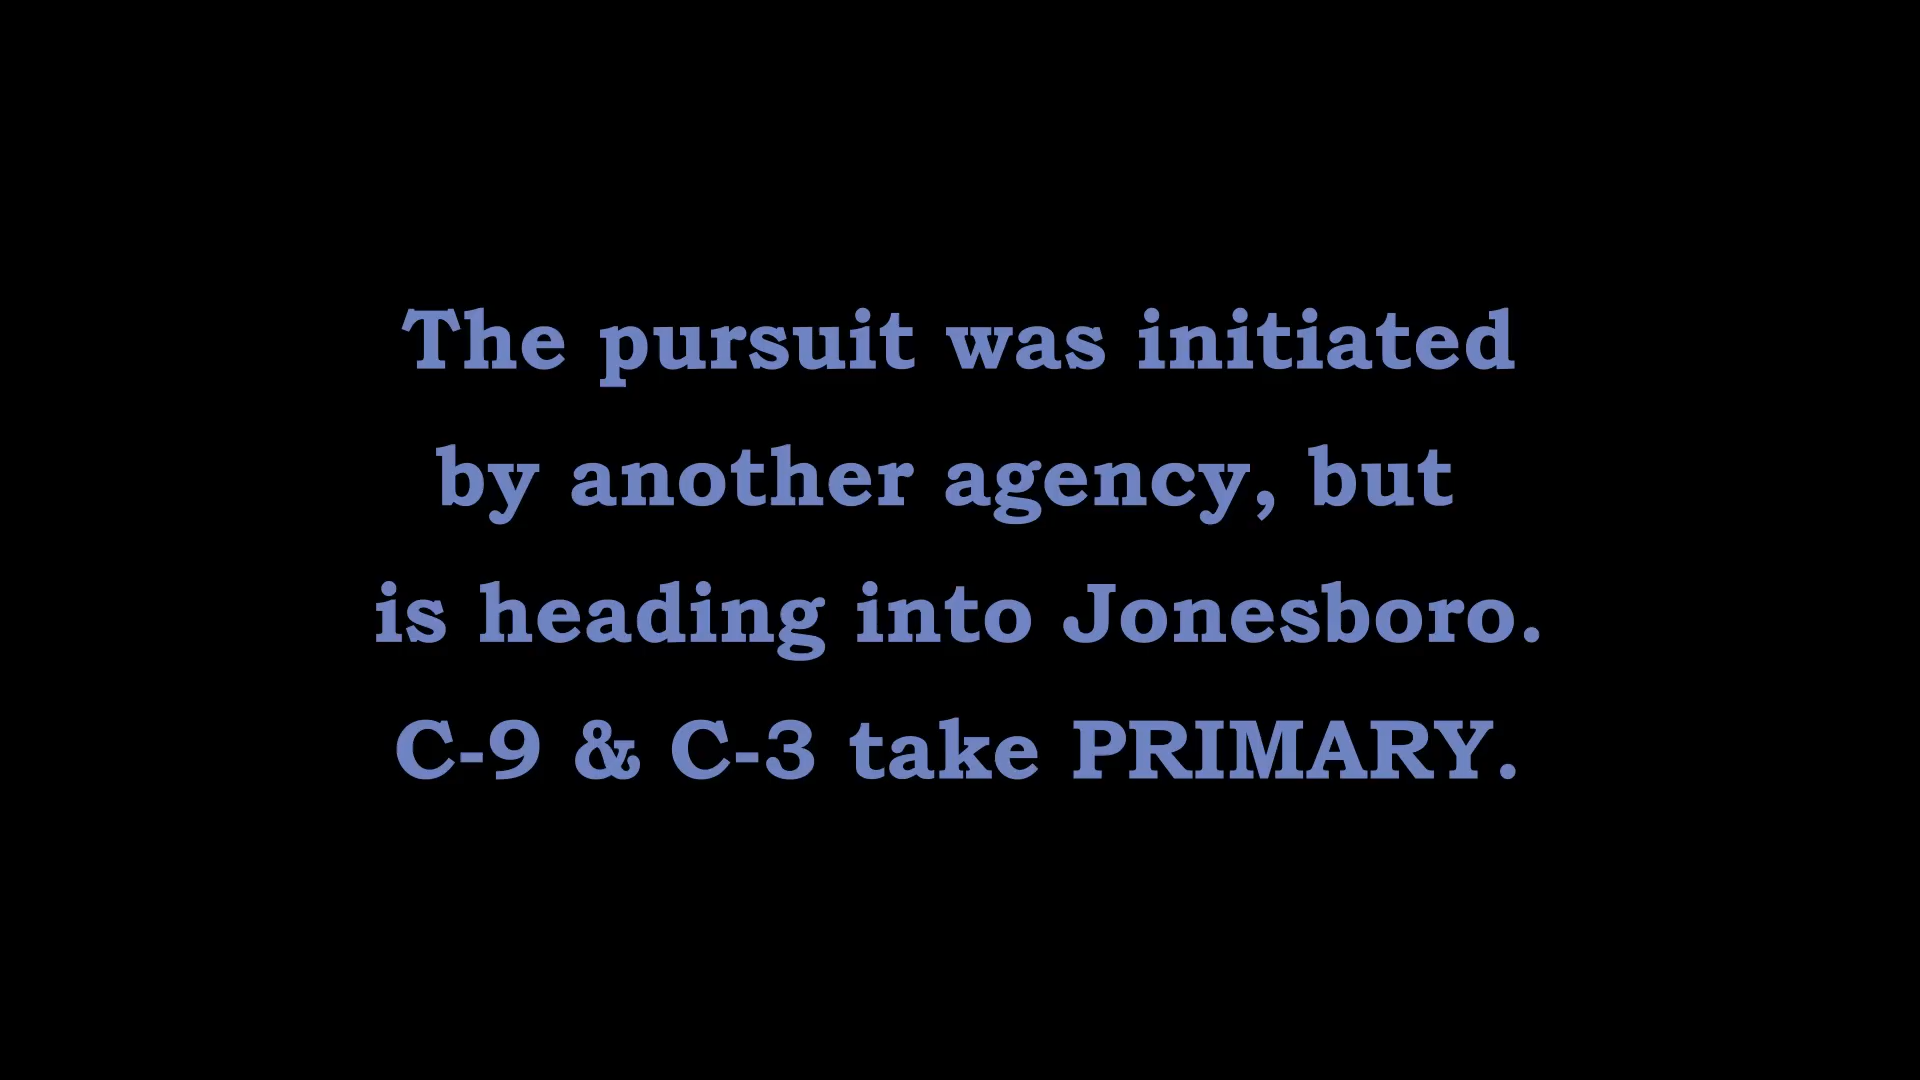 The pursuit was initiated
by another agency, but
is heading into Jonesboro.
C-9 & C-3 take PRIMARY.